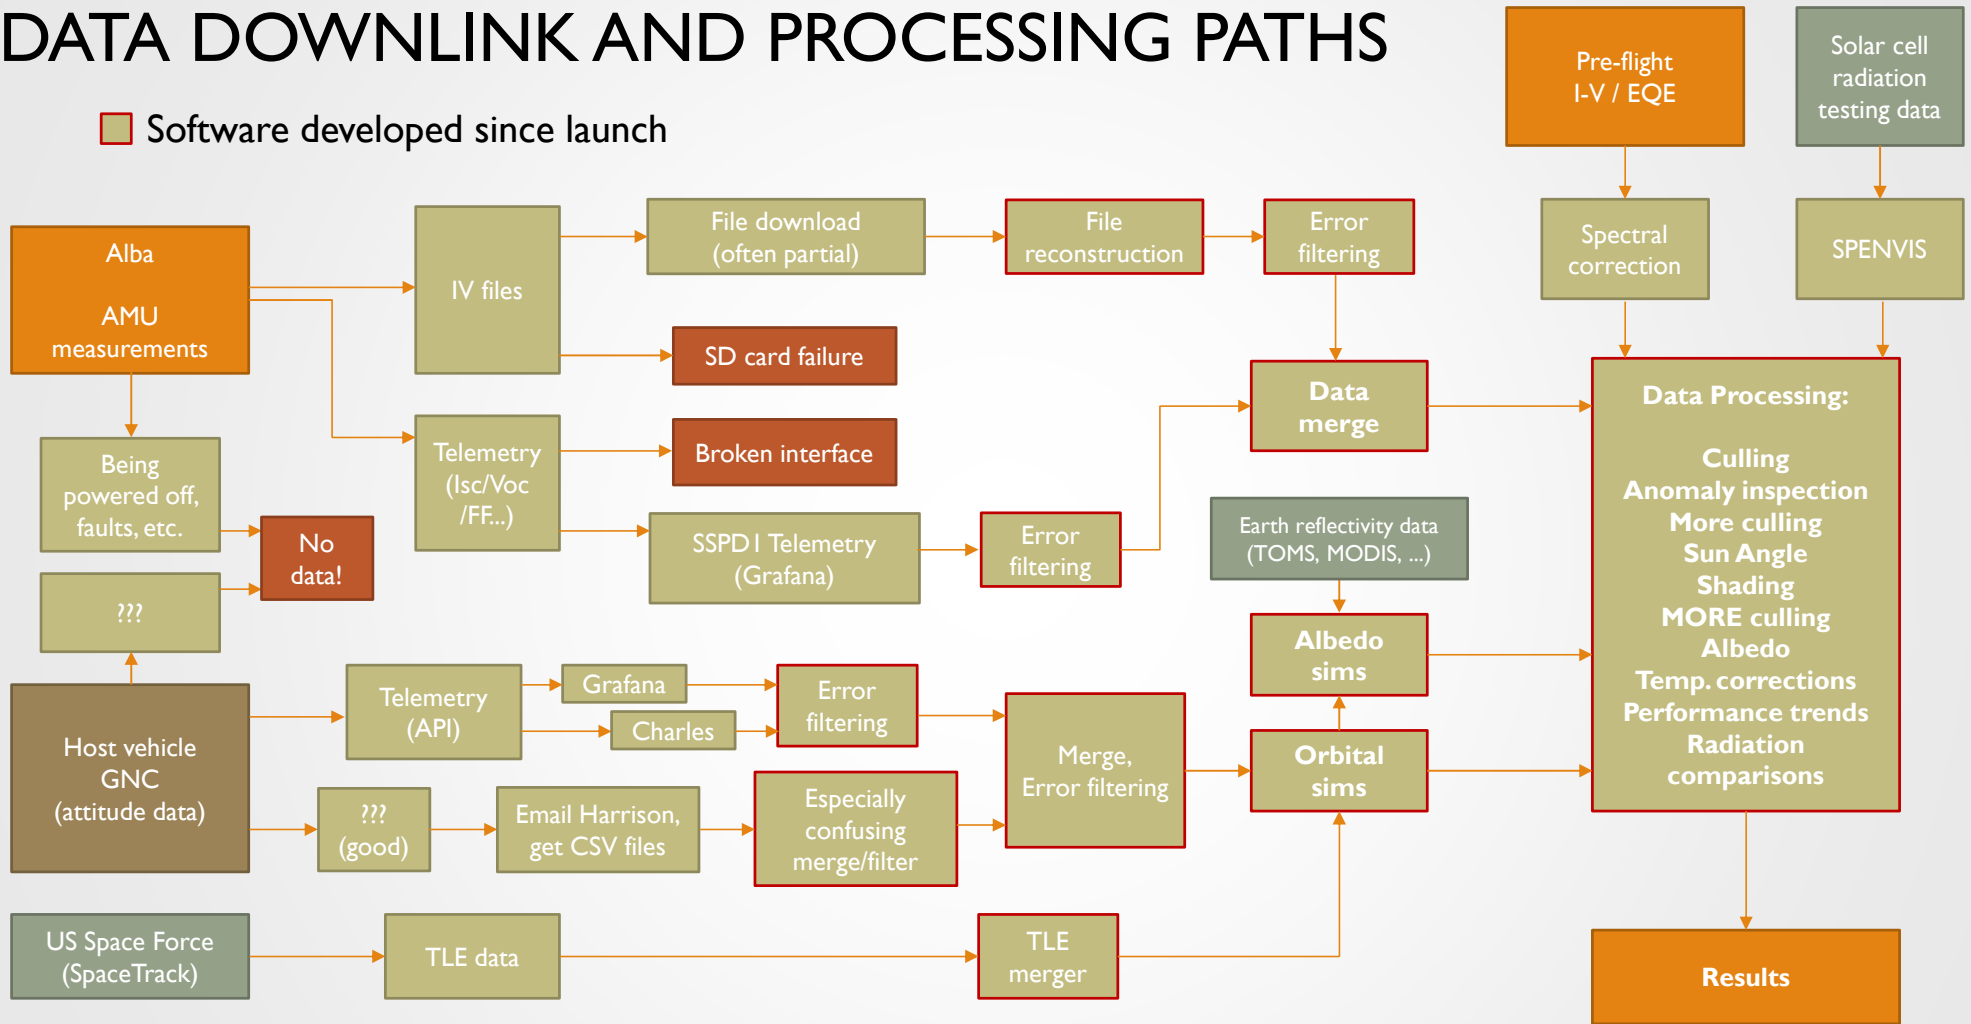 DATA DOWNLINK AND PROCESSING PATHS
Software developed since launch
Pre-flight
I-V / EQE
Solar cell
radiation
testing data
Alba
AMU
measurements
IV files
File download
(often partial)
File
reconstruction
Error
filtering
Spectral
correction
SPENVIS
SD card failure
Data
merge
Being
powered off,
faults, etc.
No
data!
???
Telemetry
(Isc/Voc
/FF...)
Broken interface
SSPD1 Telemetry
(Grafana)
Error
filtering
Earth reflectivity data
(TOMS, MODIS, ...)
Albedo
sims
Data Processing:
Culling
Anomaly inspection
More culling
Sun Angle
Shading
MORE culling
Albedo
Temp. corrections
Performance trends
Radiation
comparisons
Host vehicle
GNC
(attitude data)
Telemetry
(API)
Grafana
Charles
Error
filtering
Merge,
Error filtering
Orbital
sims
???
(good)
Email Harrison,
get CSV files
Especially
confusing
merge/filter
US Space Force
(SpaceTrack)
TLE data
TLE
merger
Results